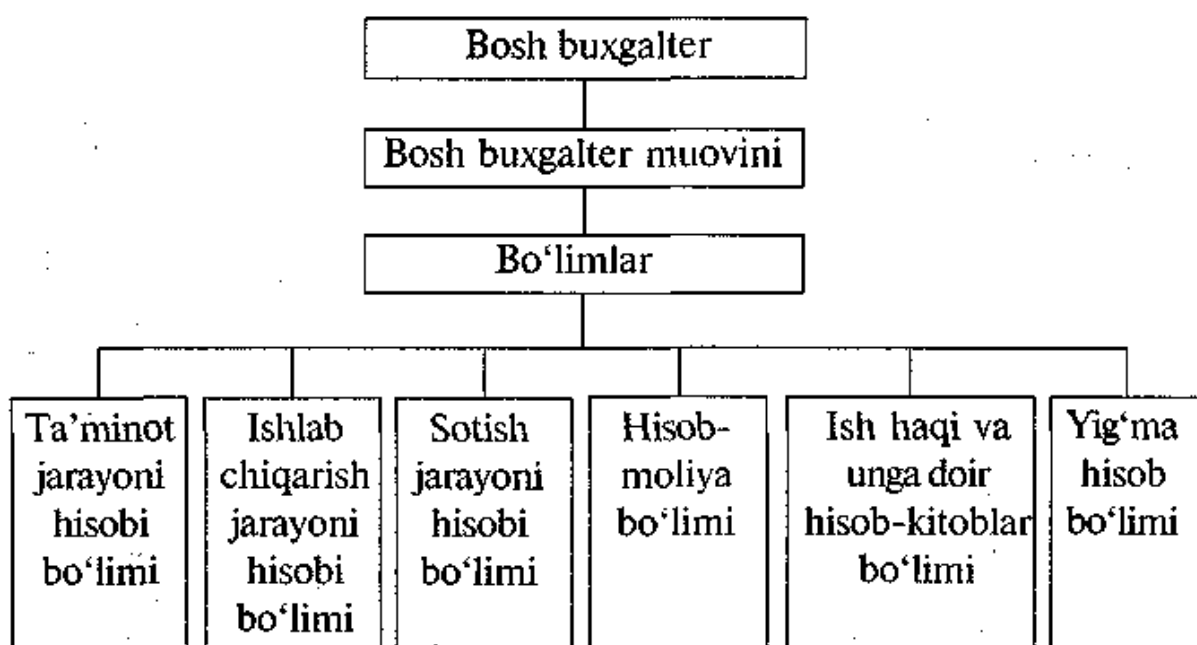 Bosh buxgalter
Bosh buxgalter muovini
Bo‘limlar
Ta’minot
jarayoni
hisobi
bo‘limi
Ishlab
chiqarish
jarayoni
hisobi
bo‘limi
Sotish
jarayoni
hisobi
bo‘limi
Hisob-
moliya
bo‘limi
Ish haqi va
unga doir
hisob-kitoblar
bo‘limi
Yig‘ma
hisob
bo‘limi